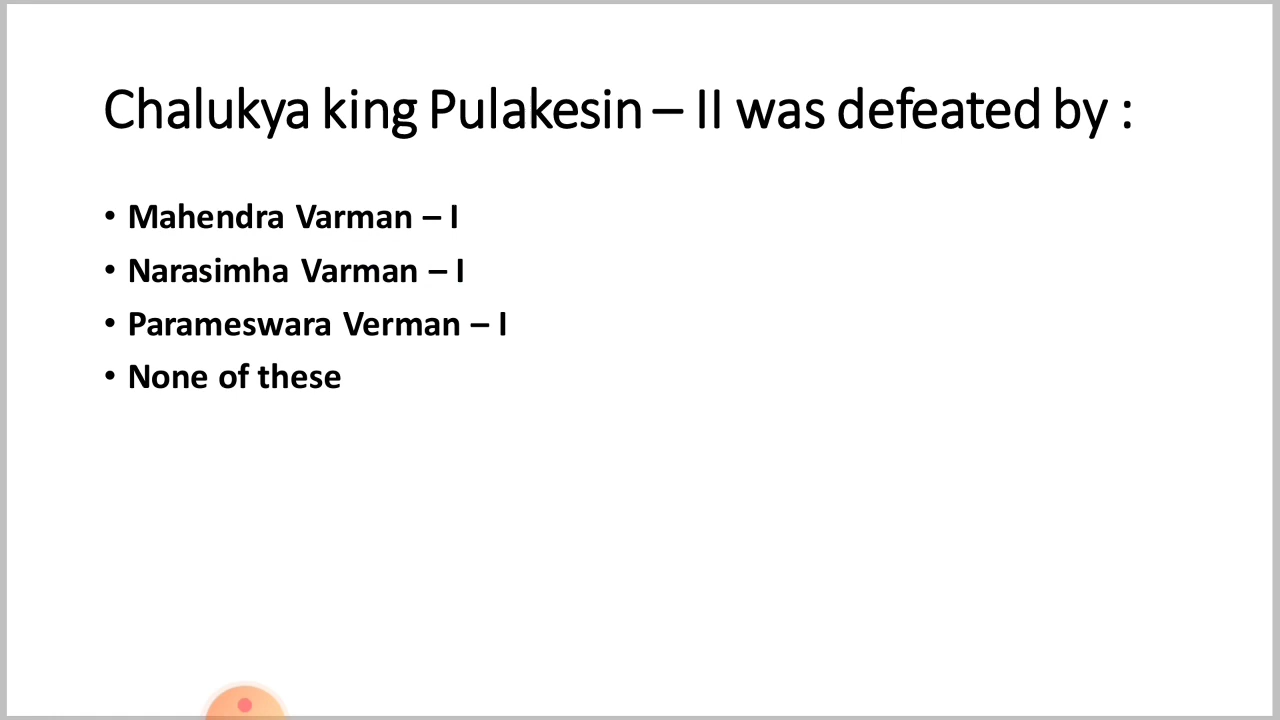 Chalukya king Pulakesin – II was defeated by :
• Mahendra Varman – I
• Narasimha Varman – I
• Parameswara Verman – I
• None of these